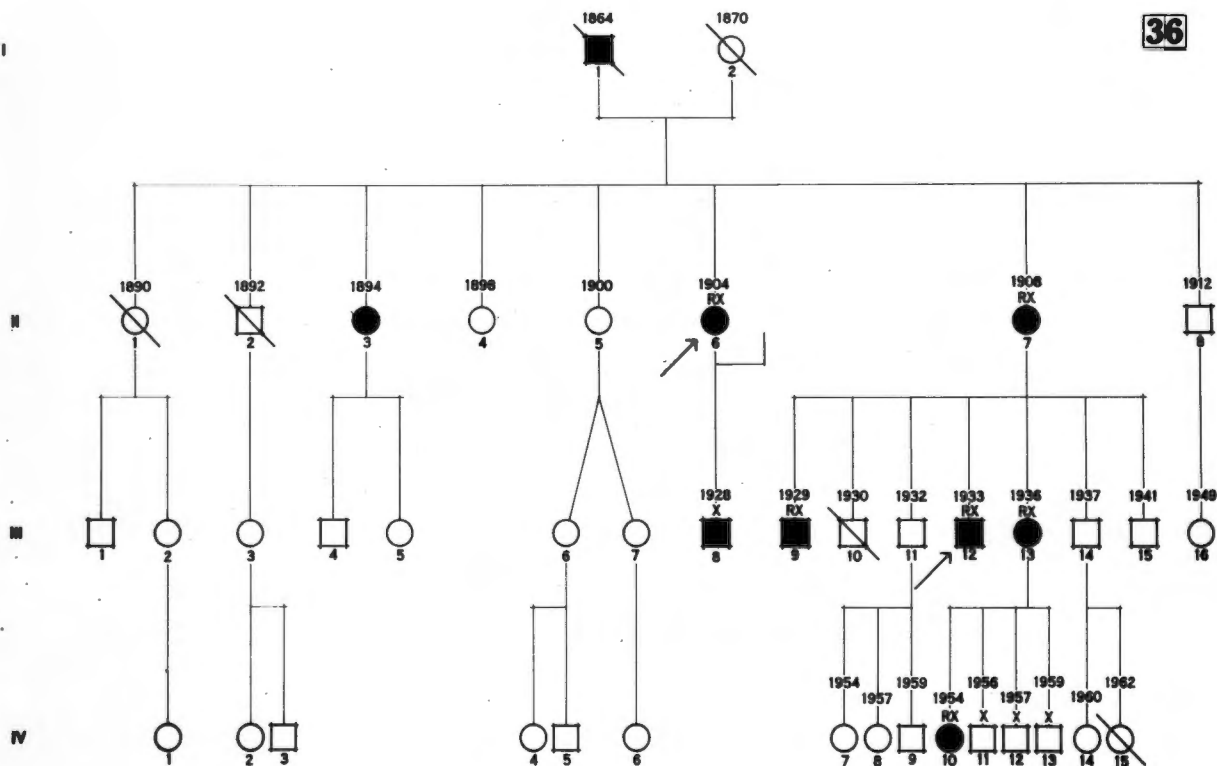 1864 1870
36
I
1 2
1890 1892 1894 1898 1900 1904 1908 1912
RX RX
II
1 2 3 4 5 6 7 8
1928 1929 1930 1932 1933 1936 1937 1941 1949
X RX RX RX
III
1 2 3 4 5 6 7 8 9 10 11 12 13 14 15 16
1954 1957 1959 1954 1956 1957 1959 1960 1962
RX X X X
IV
1 2 3 4 5 6 7 8 9 10 11 12 13 14 15